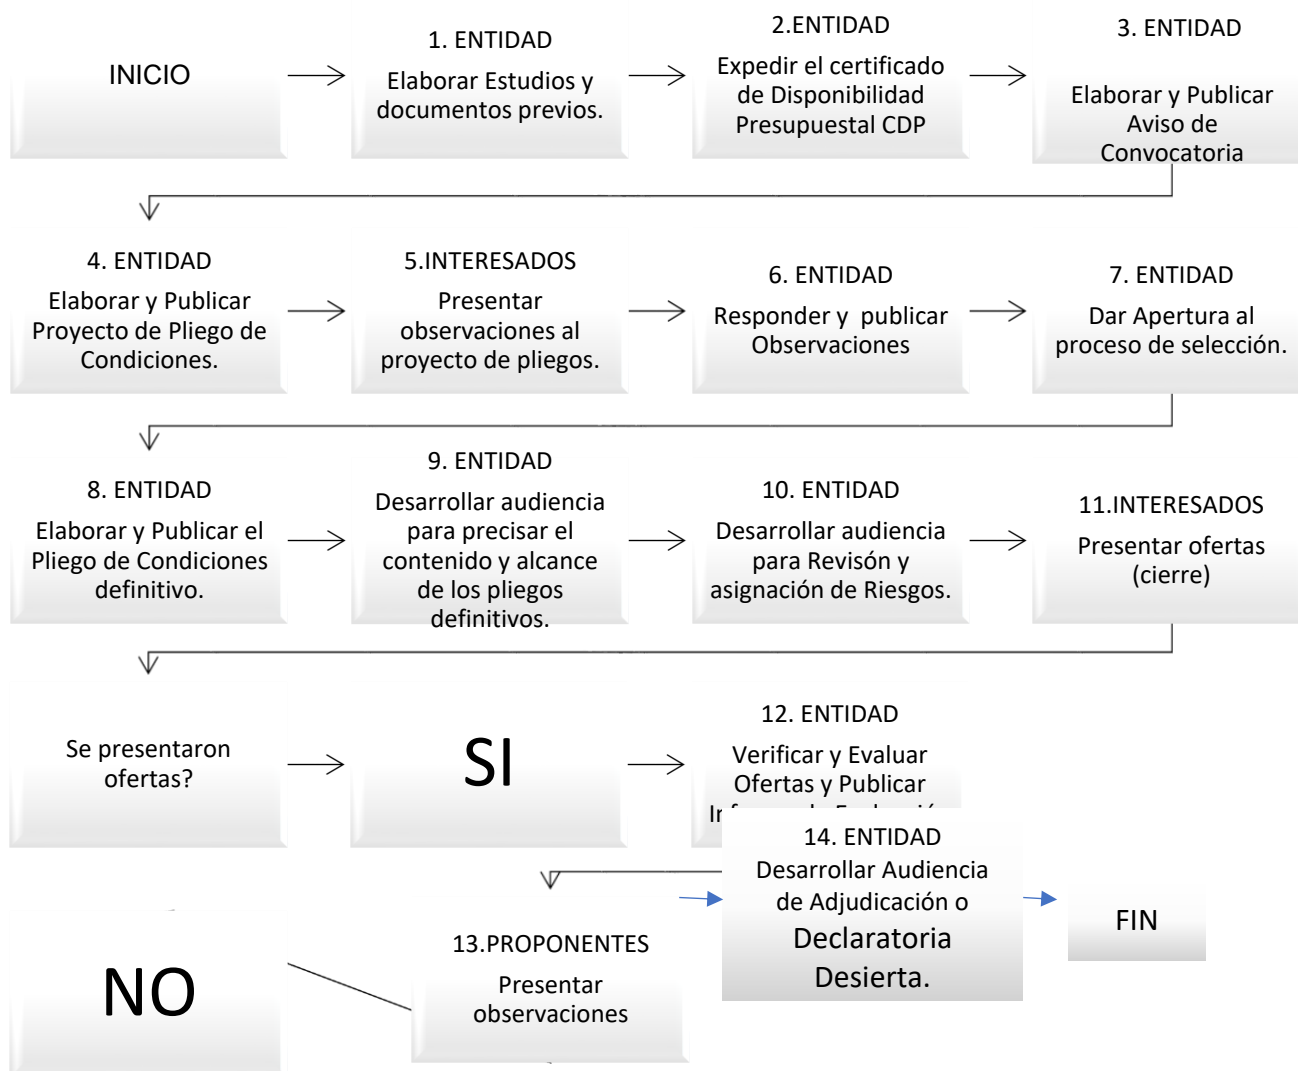 INICIO
1. ENTIDAD
Elaborar Estudios y
documentos previos.
2.ENTIDAD
Expedir el certificado
de Disponibilidad
Presupuestal CDP
3. ENTIDAD
Elaborar y Publicar
Aviso de
Convocatoria
4. ENTIDAD
Elaborar y Publicar
Proyecto de Pliego de
Condiciones.
5.INTERESADOS
Presentar
observaciones al
proyecto de pliegos.
6. ENTIDAD
Responder y publicar
Observaciones
7. ENTIDAD
Dar Apertura al
proceso de selección.
8. ENTIDAD
Elaborar y Publicar el
Pliego de Condiciones
definitivo.
9. ENTIDAD
Desarrollar audiencia
para precisar el
contenido y alcance
de los pliegos
definitivos.
10. ENTIDAD
Desarrollar audiencia
para Revisón y
asignación de Riesgos.
11.INTERESADOS
Presentar ofertas
(cierre)
Se presentaron
ofertas?
SI
12. ENTIDAD
Verificar y Evaluar
Ofertas y Publicar
NO
13.PROPONENTES
Presentar
observaciones
14. ENTIDAD
Desarrollar Audiencia
de Adjudicación o
Declaratoria
Desierta.
FIN